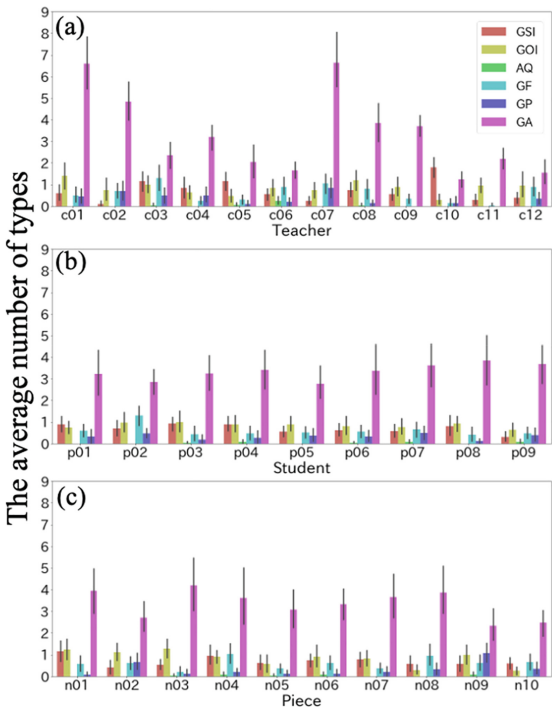 The average number of types
(a)
9
8
7
6
5
4
3
2
1
0
GSI
GOI
AQ
GF
GP
GA
c01 c02 c03 c04 c05 c06 c07 c08 c09 c10 c11 c12
Teacher
(b)
9
8
7
6
5
4
3
2
1
0
p01 p02 p03 p04 p05 p06 p07 p08 p09
Student
(c)
9
8
7
6
5
4
3
2
1
0
n01 n02 n03 n04 n05 n06 n07 n08 n09 n10
Piece